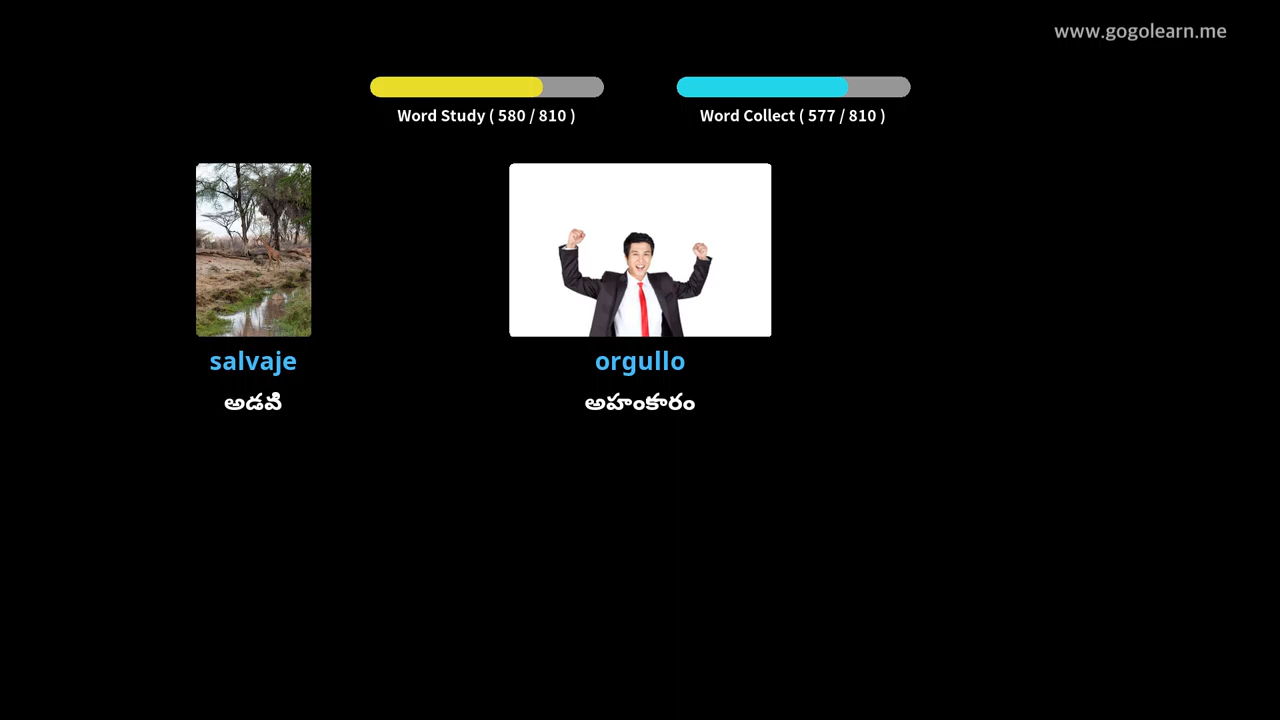 www.gogolearn.me
Word Study ( 580 / 810 )
Word Collect ( 577 / 810 )
salvaje
orgullo
అడవి
అహంకారం